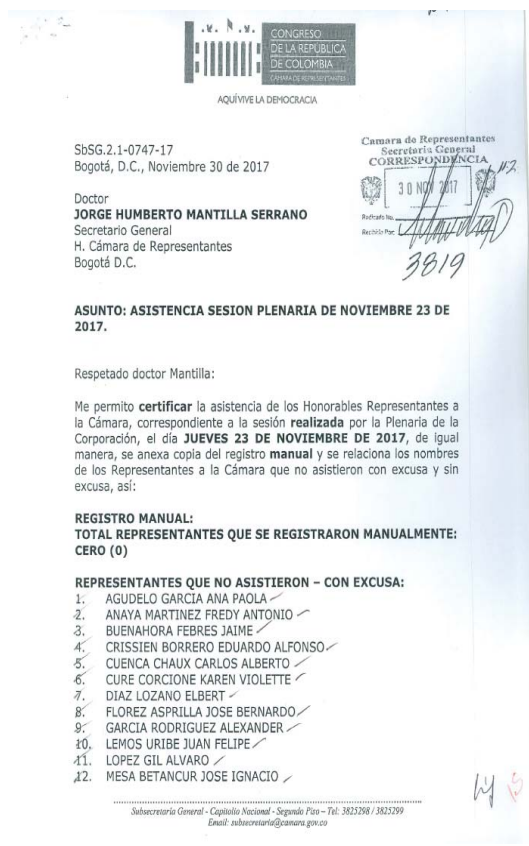 CONGRESO
DE LA REPÚBLICA
DE COLOMBIA
CÁMARA DE REPRESENTANTES
AQUÍ VIVE LA DEMOCRACIA
SbSG.2.1-0747-17
Bogotá, D.C., Noviembre 30 de 2017
Camara de Representantes
Secretaria General
CORRESPONDENCIA
30 NOV 2017
Radicado No.
Recibido Por:
3819
Doctor
JORGE HUMBERTO MANTILLA SERRANO
Secretario General
H. Cámara de Representantes
Bogotá D.C.
ASUNTO: ASISTENCIA SESION PLENARIA DE NOVIEMBRE 23 DE
2017.
Respetado doctor Mantilla:
Me permito certificar la asistencia de los Honorables Representantes a
la Cámara, correspondiente a la sesión realizada por la Plenaria de la
Corporación, el día JUEVES 23 DE NOVIEMBRE DE 2017, de igual
manera, se anexa copia del registro manual y se relaciona los nombres
de los Representantes a la Cámara que no asistieron con excusa y sin
excusa, así:
REGISTRO MANUAL:
TOTAL REPRESENTANTES QUE SE REGISTRARON MANUALMENTE:
CERO (0)
REPRESENTANTES QUE NO ASISTIERON – CON EXCUSA:
1. AGUDELO GARCIA ANA PAOLA
2. ANAYA MARTINEZ FREDY ANTONIO
3. BUENAHORA FEBRES JAIME
4. CRISSIEN BORRERO EDUARDO ALFONSO
5. CUENCA CHAUX CARLOS ALBERTO
6. CURE CORCIONE KAREN VIOLETTE
7. DIAZ LOZANO ELBERT
8. FLOREZ ASPRILLA JOSE BERNARDO
9. GARCIA RODRIGUEZ ALEXANDER
10. LEMOS URIBE JUAN FELIPE
11. LOPEZ GIL ALVARO
12. MESA BETANCUR JOSE IGNACIO
Subsecretaría General - Capitolio Nacional - Segundo Piso – Tel: 3825298 / 3825299
Email: subsecretaria@camara.gov.co